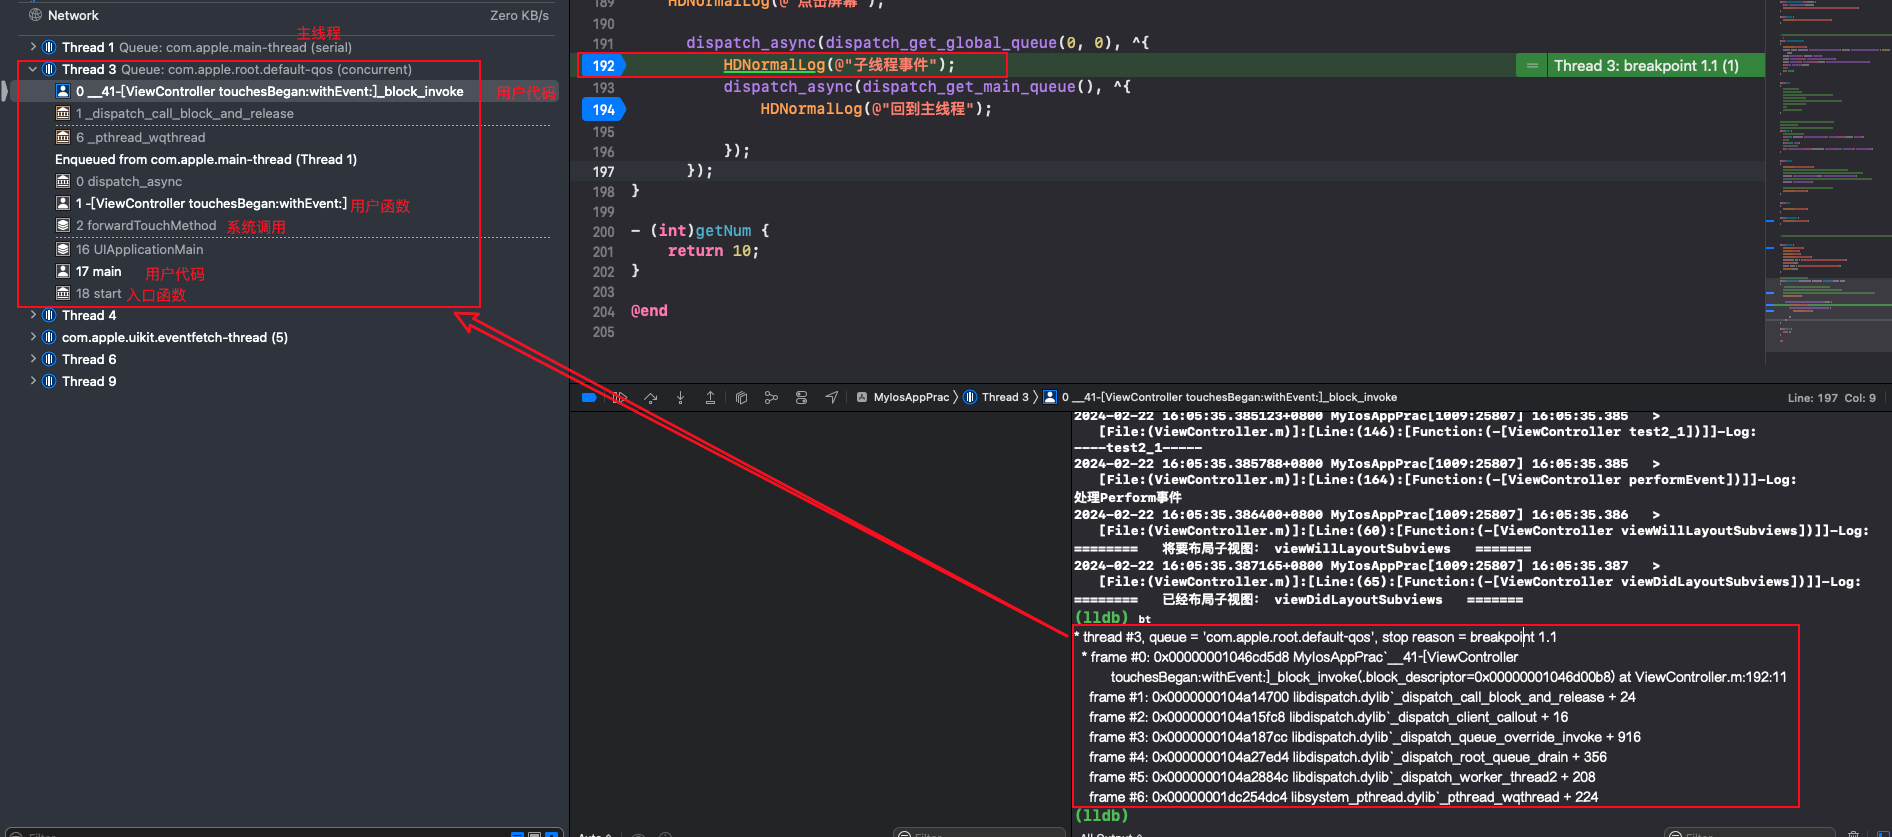 Network
Zero KB/s
主线程
Thread 1 Queue: com.apple.main-thread (serial)
Thread 3 Queue: com.apple.root.default-qos (concurrent)
0 __41-[ViewController touchesBegan:withEvent:]_block_invoke 用户代码
1 _dispatch_call_block_and_release
6 _pthread_wqthread
Enqueued from com.apple.main-thread (Thread 1)
0 dispatch_async
1 -[ViewController touchesBegan:withEvent:] 用户函数
2 forwardTouchMethod 系统调用
16 UIApplicationMain
17 main 用户代码
18 start 入口函数
Thread 4
com.apple.uikit.eventfetch-thread (5)
Thread 6
Thread 9
189 HDNormalLog(@"点击屏幕");
190
191 dispatch_async(dispatch_get_global_queue(0, 0), ^{
192 HDNormalLog(@"子线程事件"); = Thread 3: breakpoint 1.1 (1)
193 dispatch_async(dispatch_get_main_queue(), ^{
194 HDNormalLog(@"回到主线程");
195
196 });
197 });
198 }
199
200 - (int)getNum {
201 return 10;
202 }
203
204 @end
205
MyIosAppPrac 〉 Thread 3 〉 0 __41-[ViewController touchesBegan:withEvent:]_block_invoke
Line: 197 Col: 9
2024-02-22 16:05:35.385123+0800 MyIosAppPrac[1009:25807] 16:05:35.385 >
[File:(ViewController.m)]:[Line:(146):[Function:(-[ViewController test2_1])]]-Log:
----test2_1-----
2024-02-22 16:05:35.385788+0800 MyIosAppPrac[1009:25807] 16:05:35.385 >
[File:(ViewController.m)]:[Line:(164):[Function:(-[ViewController performEvent])]]-Log:
处理Perform事件
2024-02-22 16:05:35.386400+0800 MyIosAppPrac[1009:25807] 16:05:35.386 >
[File:(ViewController.m)]:[Line:(60):[Function:(-[ViewController viewWillLayoutSubviews])]]-Log:
======== 将要布局子视图: viewWillLayoutSubviews =======
2024-02-22 16:05:35.387165+0800 MyIosAppPrac[1009:25807] 16:05:35.387 >
[File:(ViewController.m)]:[Line:(65):[Function:(-[ViewController viewDidLayoutSubviews])]]-Log:
======== 已经布局子视图: viewDidLayoutSubviews =======
(lldb) bt
* thread #3, queue = 'com.apple.root.default-qos', stop reason = breakpoint 1.1
* frame #0: 0x00000001046cd5d8 MyIosAppPrac`__41-[ViewController
touchesBegan:withEvent:]_block_invoke(.block_descriptor=0x00000001046d00b8) at ViewController.m:192:11
frame #1: 0x0000000104a14700 libdispatch.dylib`_dispatch_call_block_and_release + 24
frame #2: 0x0000000104a15fc8 libdispatch.dylib`_dispatch_client_callout + 16
frame #3: 0x0000000104a187cc libdispatch.dylib`_dispatch_queue_override_invoke + 916
frame #4: 0x0000000104a27ed4 libdispatch.dylib`_dispatch_root_queue_drain + 356
frame #5: 0x0000000104a2884c libdispatch.dylib`_dispatch_worker_thread2 + 208
frame #6: 0x00000001dc254dc4 libsystem_pthread.dylib`_pthread_wqthread + 224
(lldb)